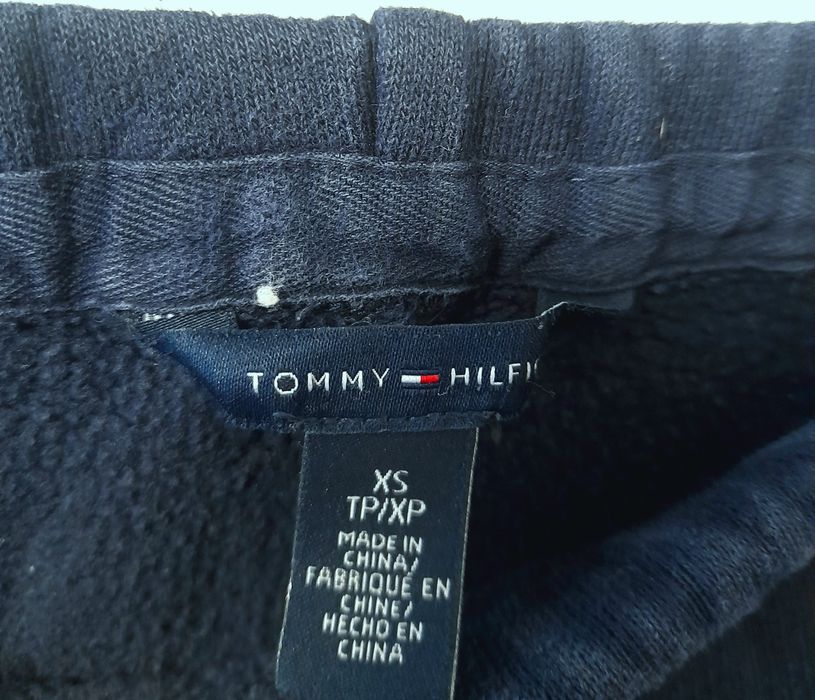 TOMMY HILFI
XS
TP/XP
MADE IN
CHINA/
FABRIQUÉ EN
CHINE/
HECHO EN
CHINA